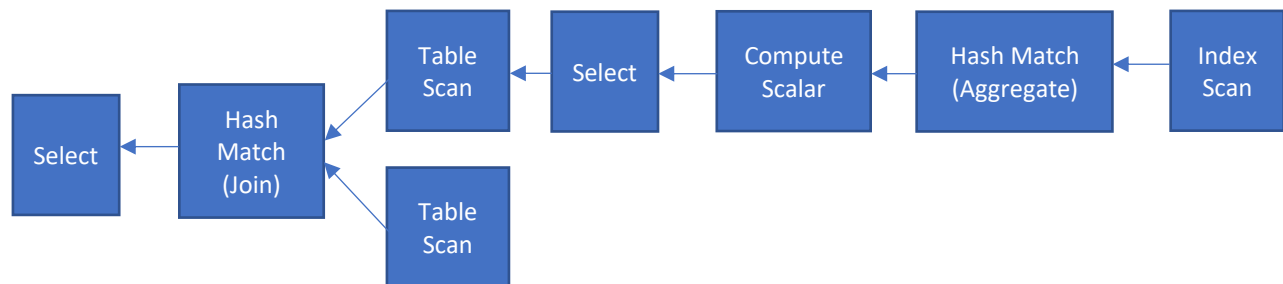 Select
Hash
Match
(Join)
Table
Scan
Table
Scan
Select
Compute
Scalar
Hash Match
(Aggregate)
Index
Scan